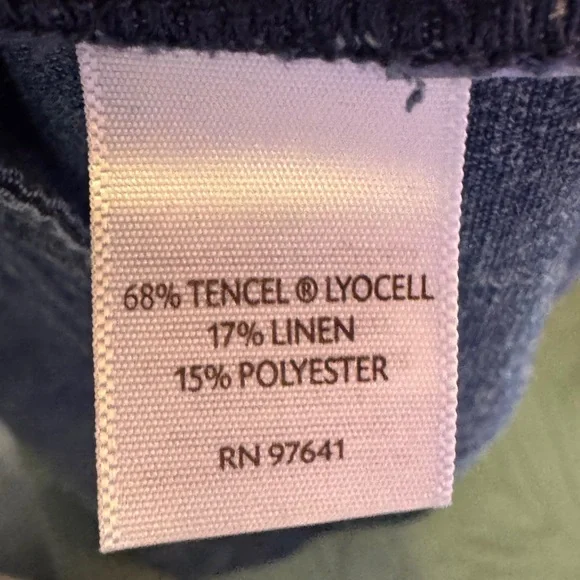 68% TENCEL ® LYOCELL
17% LINEN
15% POLYESTER
RN 97641